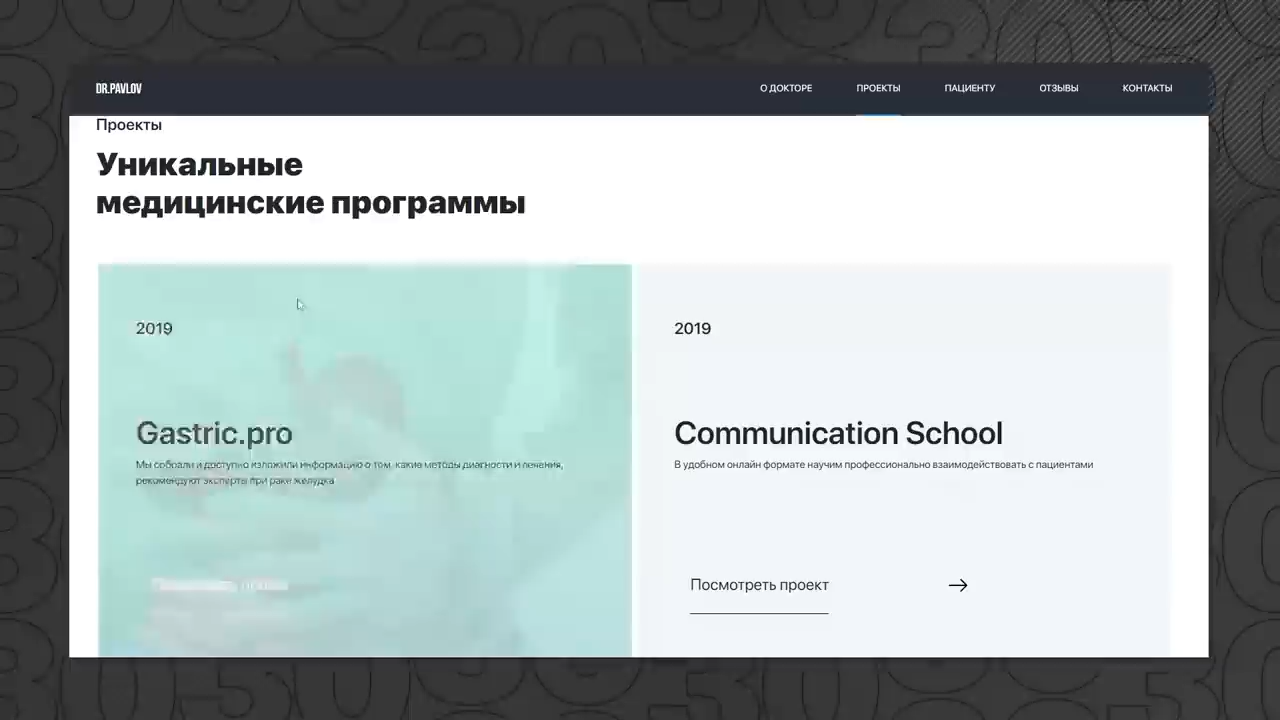 DR.PAVLOV
О ДОКТОРЕ
ПРОЕКТЫ
ПАЦИЕНТУ
ОТЗЫВЫ
КОНТАКТЫ
Проекты
Уникальные
медицинские программы
2019
Gastric.pro
Мы собрали и доступно изложили информацию о том, какие методы диагности и лечения,
рекомендуют эксперты при раке желудка
2019
Communication School
В удобном онлайн формате научим профессионально взаимодействовать с пациентами
Посмотреть проект